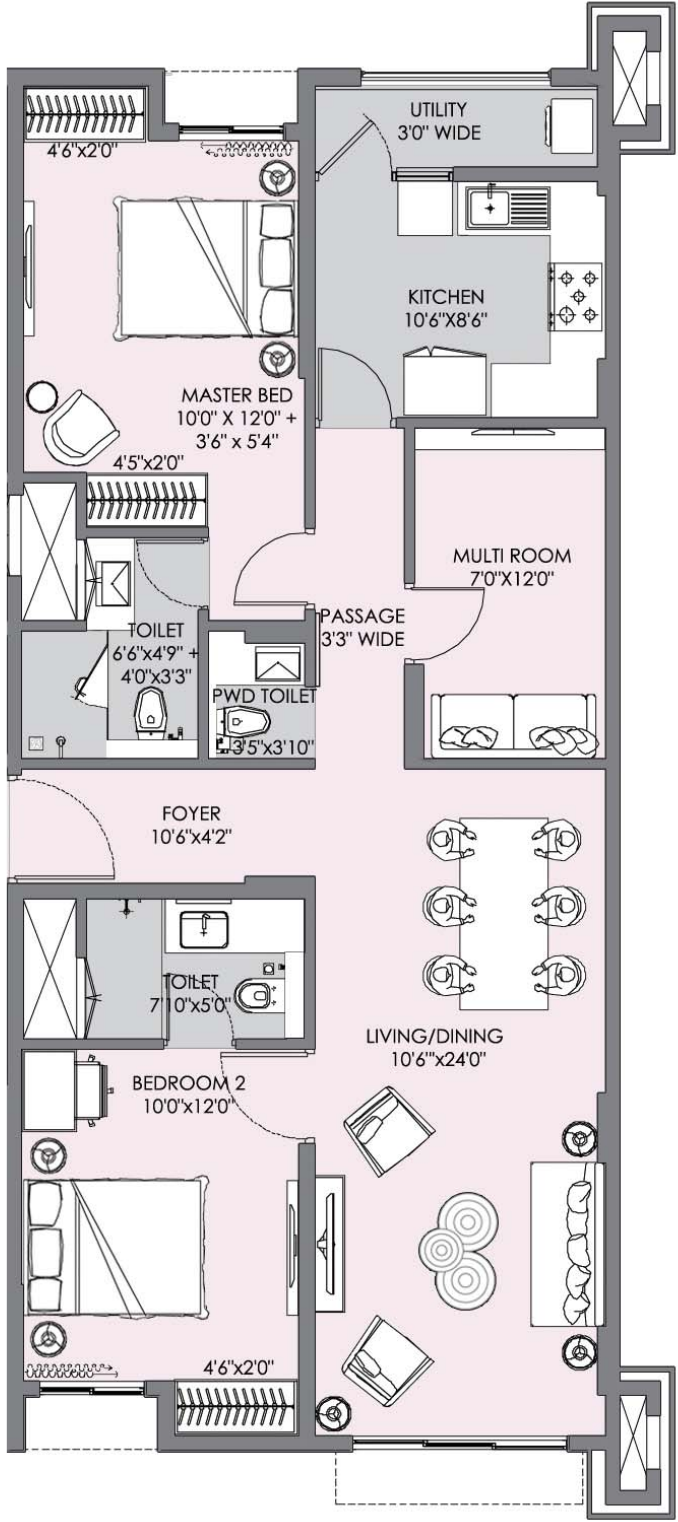 UTILITY
3'0" WIDE
4'6"x2'0"
KITCHEN
10'6"X8'6"
MASTER BED
10'0" X 12'0" +
3'6" x 5'4"
4'5"x2'0"
MULTI ROOM
7'0"X12'0"
PASSAGE
3'3" WIDE
TOILET
6'6"x4'9" +
4'0"x3'3"
PWD TOILET
3'5"x3'10"
FOYER
10'6"x4'2"
TOILET
7'10"x5'0"
LIVING/DINING
10'6'"x24'0"
BEDROOM 2
10'0"x12'0"
4'6"x2'0"